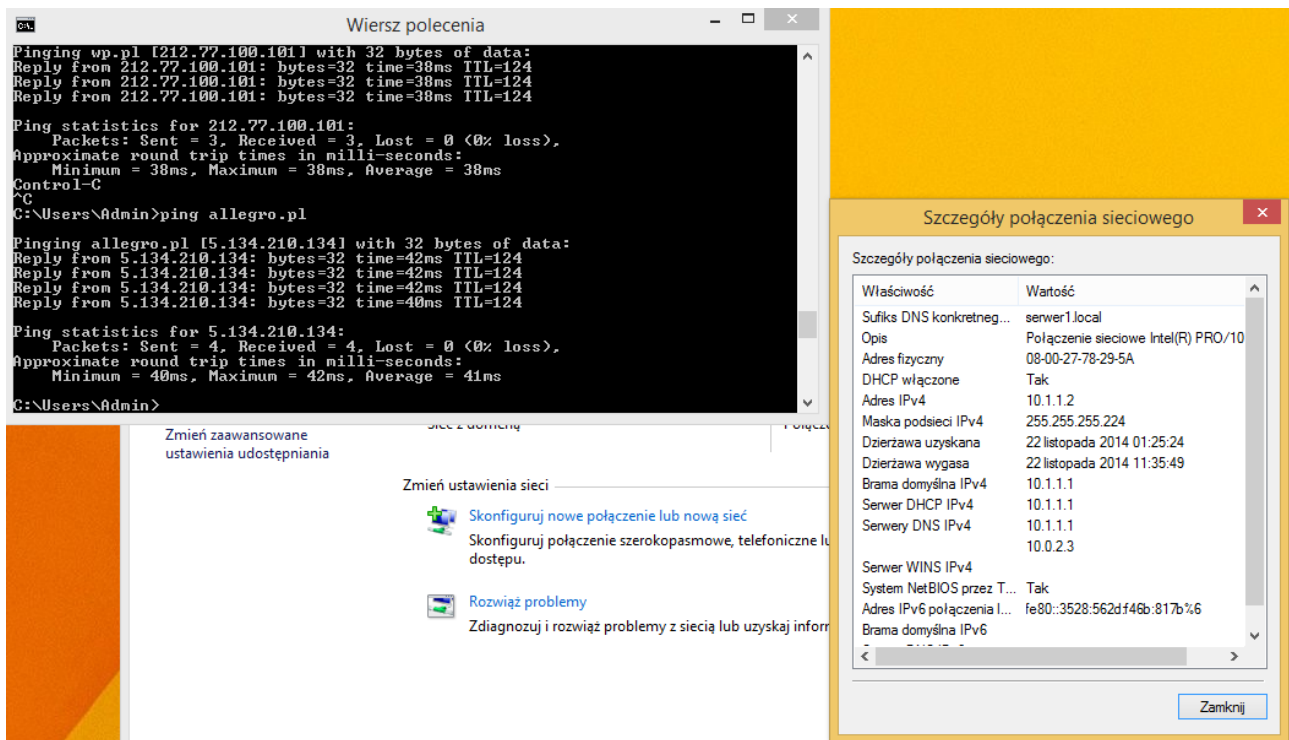 Wiersz polecenia
Pinging wp.pl [212.77.100.101] with 32 bytes of data:
Reply from 212.77.100.101: bytes=32 time=38ms TTL=124
Reply from 212.77.100.101: bytes=32 time=38ms TTL=124
Reply from 212.77.100.101: bytes=32 time=38ms TTL=124
Ping statistics for 212.77.100.101:
Packets: Sent = 3, Received = 3, Lost = 0 (0% loss),
Approximate round trip times in milli-seconds:
Minimum = 38ms, Maximum = 38ms, Average = 38ms
Control-C
^C
C:\Users\Admin>ping allegro.pl
Pinging allegro.pl [5.134.210.134] with 32 bytes of data:
Reply from 5.134.210.134: bytes=32 time=42ms TTL=124
Reply from 5.134.210.134: bytes=32 time=42ms TTL=124
Reply from 5.134.210.134: bytes=32 time=42ms TTL=124
Reply from 5.134.210.134: bytes=32 time=40ms TTL=124
Ping statistics for 5.134.210.134:
Packets: Sent = 4, Received = 4, Lost = 0 (0% loss),
Approximate round trip times in milli-seconds:
Minimum = 40ms, Maximum = 42ms, Average = 41ms
C:\Users\Admin>
Zmień zaawansowane
ustawienia udostępniania
Zmień ustawienia sieci
Skonfiguruj nowe połączenie lub nową sieć
Skonfiguruj połączenie szerokopasmowe, telefoniczne lu
dostępu.
Rozwiąż problemy
Zdiagnozuj i rozwiąż problemy z siecią lub uzyskaj inforr
Szczegóły połączenia sieciowego
Szczegóły połączenia sieciowego:
Właściwość Wartość
Sufiks DNS konkretneg... serwer1.local
Opis Połączenie sieciowe Intel(R) PRO/10
Adres fizyczny 08-00-27-78-29-5A
DHCP włączone Tak
Adres IPv4 10.1.1.2
Maska podsieci IPv4 255.255.255.224
Dzierżawa uzyskana 22 listopada 2014 01:25:24
Dzierżawa wygasa 22 listopada 2014 11:35:49
Brama domyślna IPv4 10.1.1.1
Serwer DHCP IPv4 10.1.1.1
Serwery DNS IPv4 10.1.1.1
10.0.2.3
Serwer WINS IPv4
System NetBIOS przez T... Tak
Adres IPv6 połączenia l... fe80::3528:562d:f46b:817b%6
Brama domyślna IPv6
Zamknij